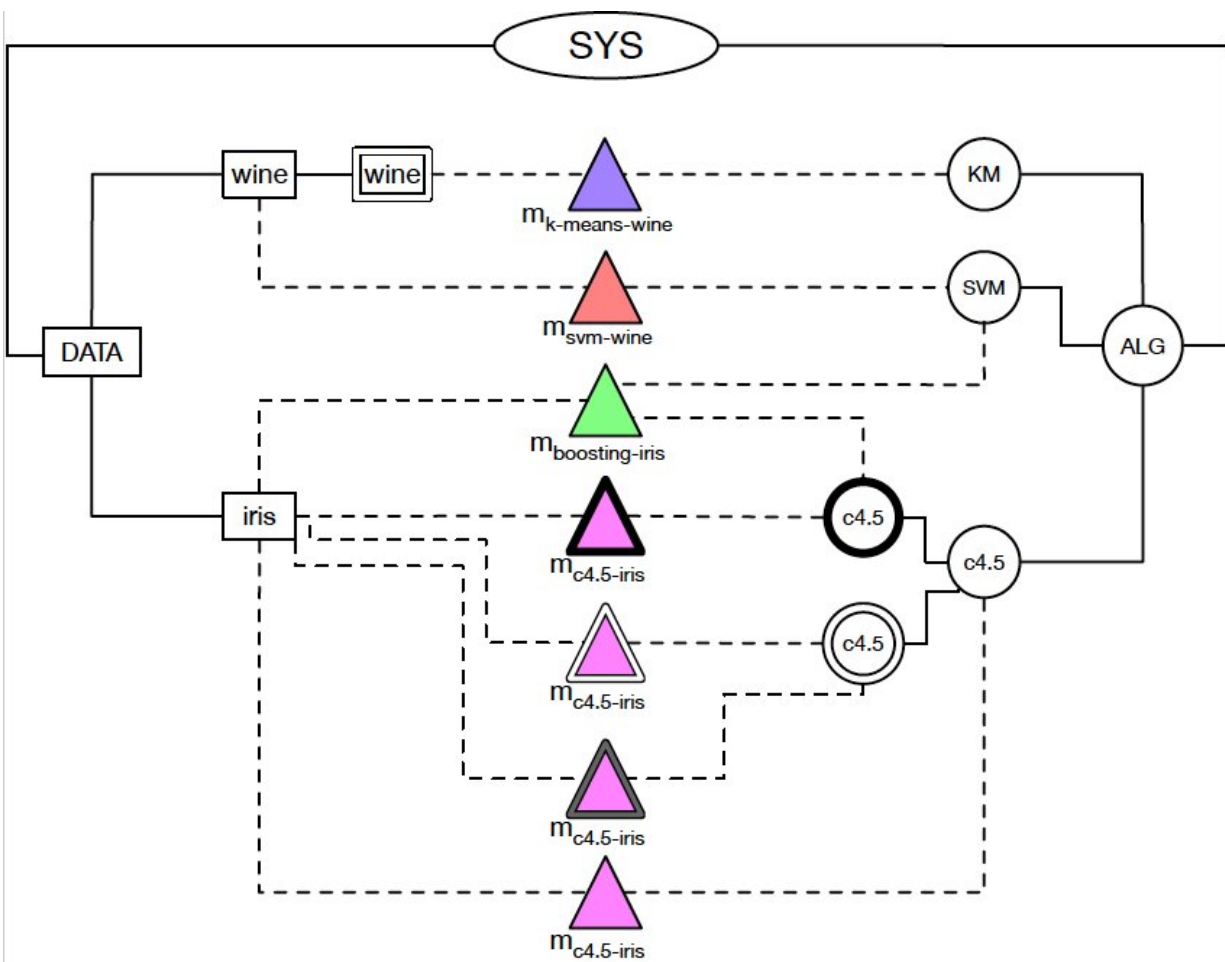 SYS
wine
wine
KM
m k-means-wine
SVM
m svm-wine
DATA
ALG
m boosting-iris
iris
c4.5
c4.5
m c4.5-iris
c4.5
m c4.5-iris
m c4.5-iris
m c4.5-iris